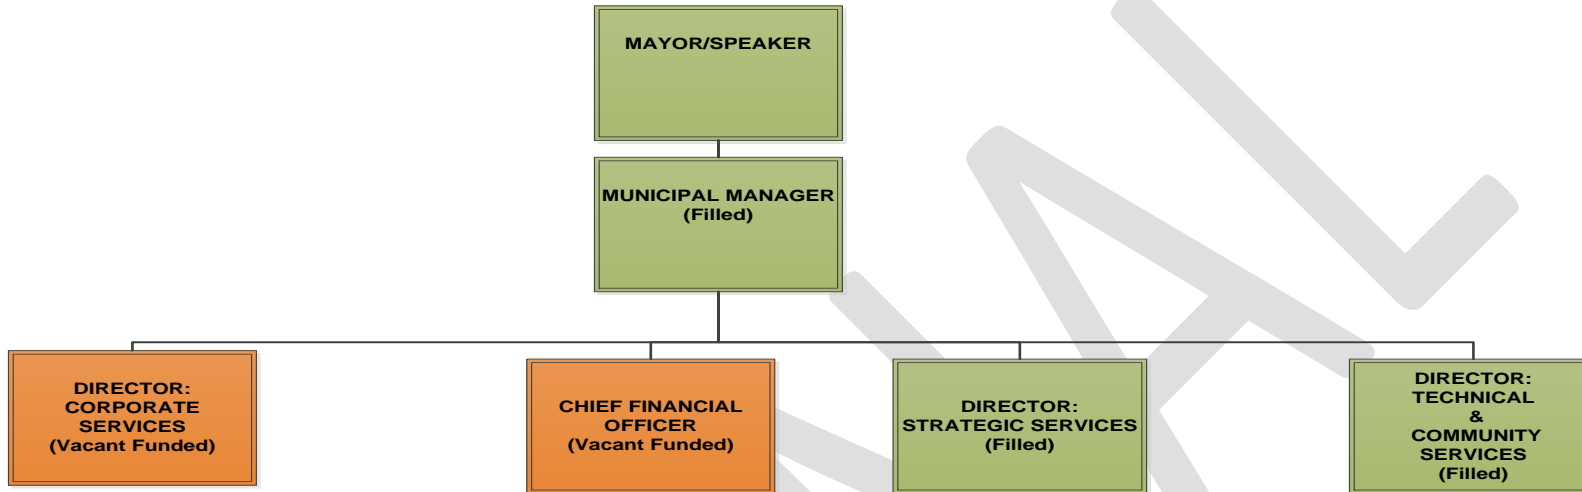 MAYOR/SPEAKER
MUNICIPAL MANAGER
(Filled)
DIRECTOR:
CORPORATE
SERVICES
(Vacant Funded)
CHIEF FINANCIAL
OFFICER
(Vacant Funded)
DIRECTOR:
STRATEGIC SERVICES
(Filled)
DIRECTOR:
TECHNICAL
&
COMMUNITY
SERVICES
(Filled)